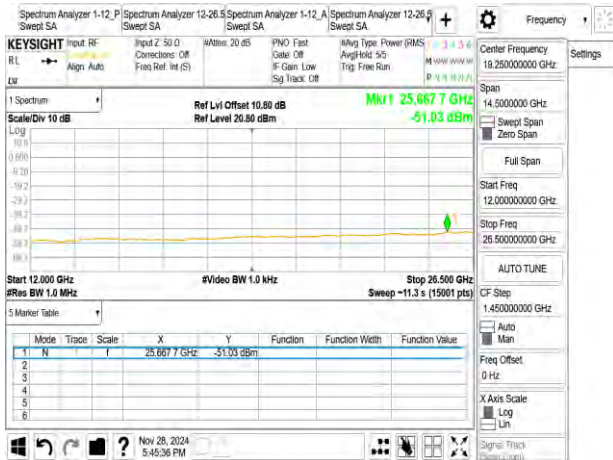 Spectrum Analyzer 1-12_P
Swept SA
Spectrum Analyzer 12-26.5
Swept SA
Spectrum Analyzer 1-12_A
Swept SA
Spectrum Analyzer 12-26.5
Swept SA
+
Frequency
Settings
KEYSIGHT
RL
Input: RF
Align: Auto
Input Z: 50 Ω
Corrections: Off
Freq Ref: Int (S)
#Atten: 20 dB
PNO: Fast
Gate: Off
IF Gain: Low
Sig Track: Off
#Avg Type: Power (RMS
Avg|Hold: 5/5
Trig: Free Run
1 Spectrum
Scale/Div 10 dB
Log
Ref Lvl Offset 10.80 dB
Ref Level 20.80 dBm
Mkr1 25.667 7 GHz
-51.03 dBm
Start 12.000 GHz
#Res BW 1.0 MHz
#Video BW 1.0 kHz
Stop 26.500 GHz
Sweep ~11.3 s (15001 pts)
5 Marker Table
Mode Trace Scale X Y Function Function Width Function Value
1 N 1 f 25.667 7 GHz -51.03 dBm
2
3
4
5
6
Nov 28, 2024
5:45:36 PM
?
Center Frequency
19.250000000 GHz
Span
14.5000000 GHz
Swept Span
Zero Span
Full Span
Start Freq
12.000000000 GHz
Stop Freq
26.500000000 GHz
AUTO TUNE
CF Step
1.450000000 GHz
Auto
Man
Freq Offset
0 Hz
X Axis Scale
Log
Lin
Signal Track
(Span Zoom)